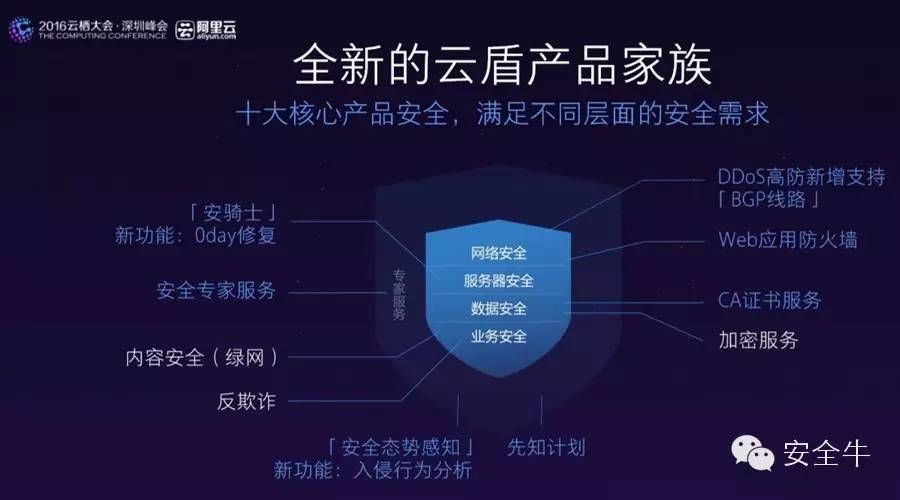 2016云栖大会·深圳峰会
THE COMPUTING CONFERENCE
阿里云
aliyun.com
全新的云盾产品家族
十大核心产品安全，满足不同层面的安全需求
「安骑士」
新功能：0day修复
安全专家服务
内容安全（绿网）
反欺诈
专家服务
网络安全
服务器安全
数据安全
业务安全
DDoS高防新增支持
「BGP线路」
Web应用防火墙
CA证书服务
加密服务
「安全态势感知」
新功能：入侵行为分析
先知计划
安全牛